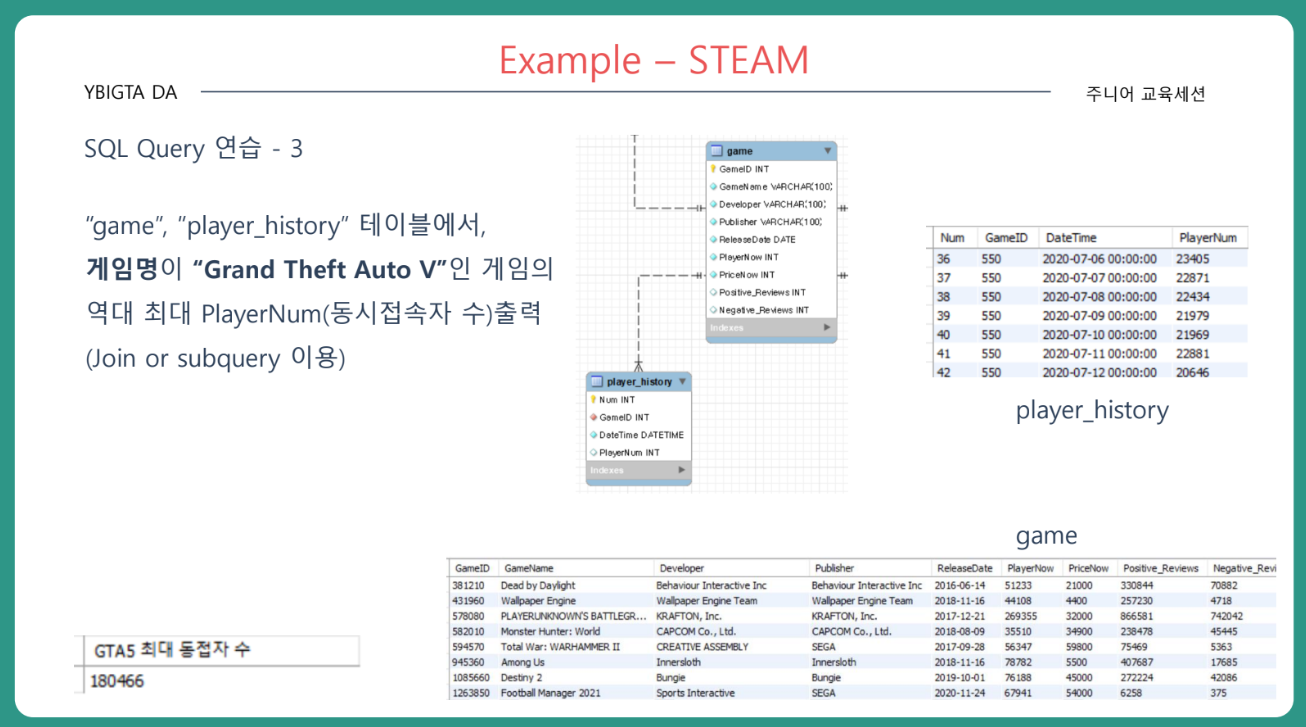 Example – STEAM
YBIGTA DA
주니어 교육세션
SQL Query 연습 - 3
“game”, “player_history” 테이블에서,
게임명이 “Grand Theft Auto V”인 게임의
역대 최대 PlayerNum(동시접속자 수)출력
(Join or subquery 이용)
game
GameID INT
GameName VARCHAR(100)
Developer VARCHAR(100)
Publisher VARCHAR(100)
ReleaseDate DATE
PlayerNow INT
PriceNow INT
Positive_Reviews INT
Negative_Reviews INT
Indexes
player_history
Num INT
GameID INT
DateTime DATETIME
PlayerNum INT
Indexes
Num GameID DateTime PlayerNum
36 550 2020-07-06 00:00:00 23405
37 550 2020-07-07 00:00:00 22871
38 550 2020-07-08 00:00:00 22434
39 550 2020-07-09 00:00:00 21979
40 550 2020-07-10 00:00:00 21969
41 550 2020-07-11 00:00:00 22881
42 550 2020-07-12 00:00:00 20646
player_history
game
GameID GameName Developer Publisher ReleaseDate PlayerNow PriceNow Positive_Reviews Negative_Revi
381210 Dead by Daylight Behaviour Interactive Inc Behaviour Interactive Inc 2016-06-14 51233 21000 330844 70882
431960 Wallpaper Engine Wallpaper Engine Team Wallpaper Engine Team 2018-11-16 44108 4400 257230 4718
578080 PLAYERUNKNOWN'S BATTLEGR... KRAFTON, Inc. KRAFTON, Inc. 2017-12-21 269355 32000 866581 742042
582010 Monster Hunter: World CAPCOM Co., Ltd. CAPCOM Co., Ltd. 2018-08-09 35510 34900 238478 45445
594570 Total War: WARHAMMER II CREATIVE ASSEMBLY SEGA 2017-09-28 56347 59800 75469 5363
945360 Among Us Innersloth Innersloth 2018-11-16 78782 5500 407687 17685
1085660 Destiny 2 Bungie Bungie 2019-10-01 76188 45000 272224 42086
1263850 Football Manager 2021 Sports Interactive SEGA 2020-11-24 67941 54000 6258 375
GTA5 최대 동접자 수
180466